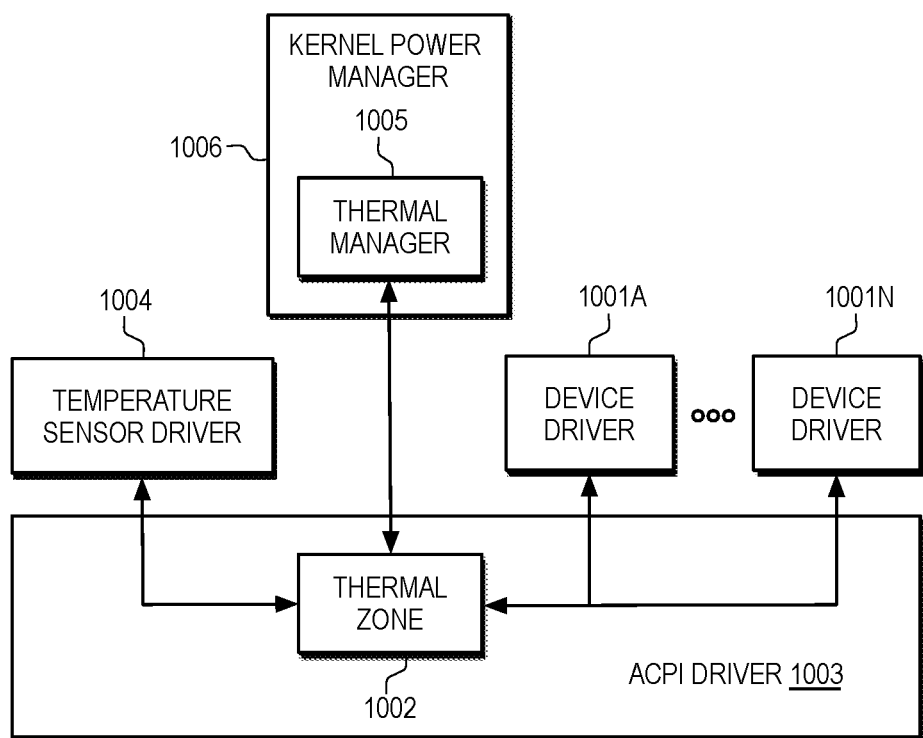 KERNEL POWER
MANAGER
1005
1006
THERMAL
MANAGER
1004
1001A
1001N
TEMPERATURE
SENSOR DRIVER
DEVICE
DRIVER
DEVICE
DRIVER
THERMAL
ZONE
ACPI DRIVER 1003
1002